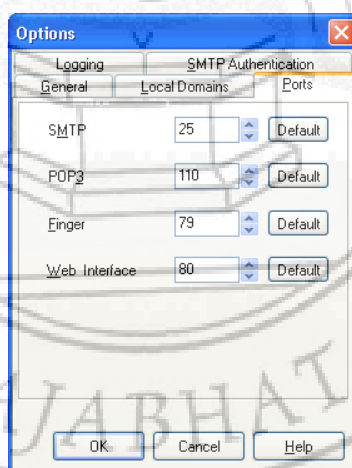 Options
Logging SMTP Authentication
General Local Domains Ports
SMTP 25 Default
POP3 110 Default
Finger 79 Default
Web Interface 80 Default
JABHAT
OK Cancel Help